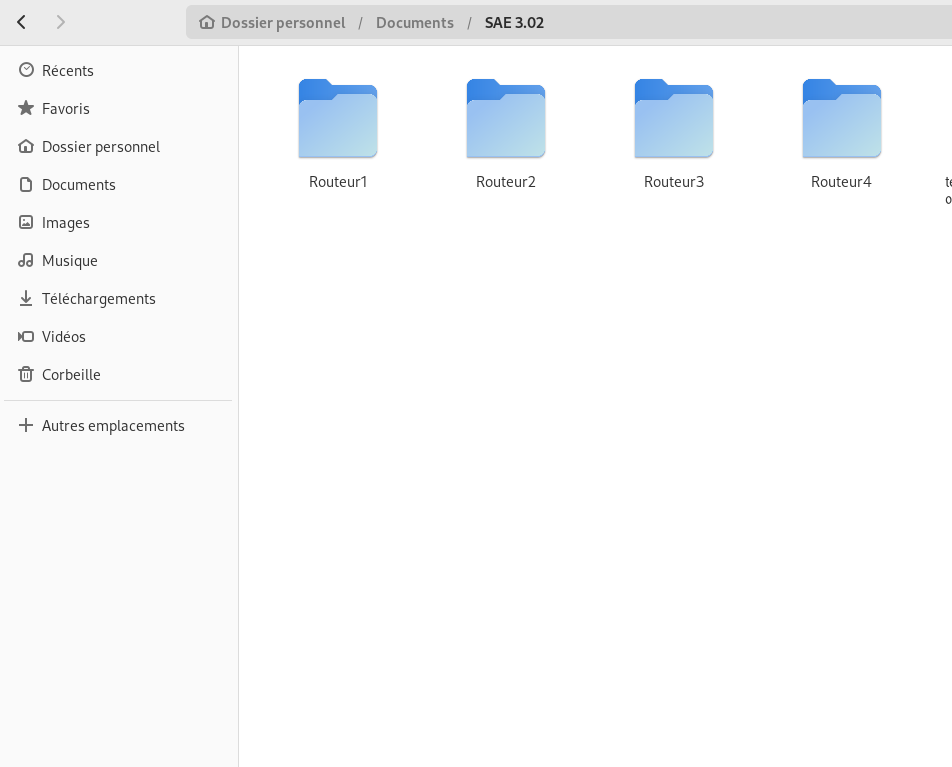 Dossier personnel / Documents / SAE 3.02
Récents
Favoris
Dossier personnel
Documents
Images
Musique
Téléchargements
Vidéos
Corbeille
Autres emplacements
Routeur1
Routeur2
Routeur3
Routeur4